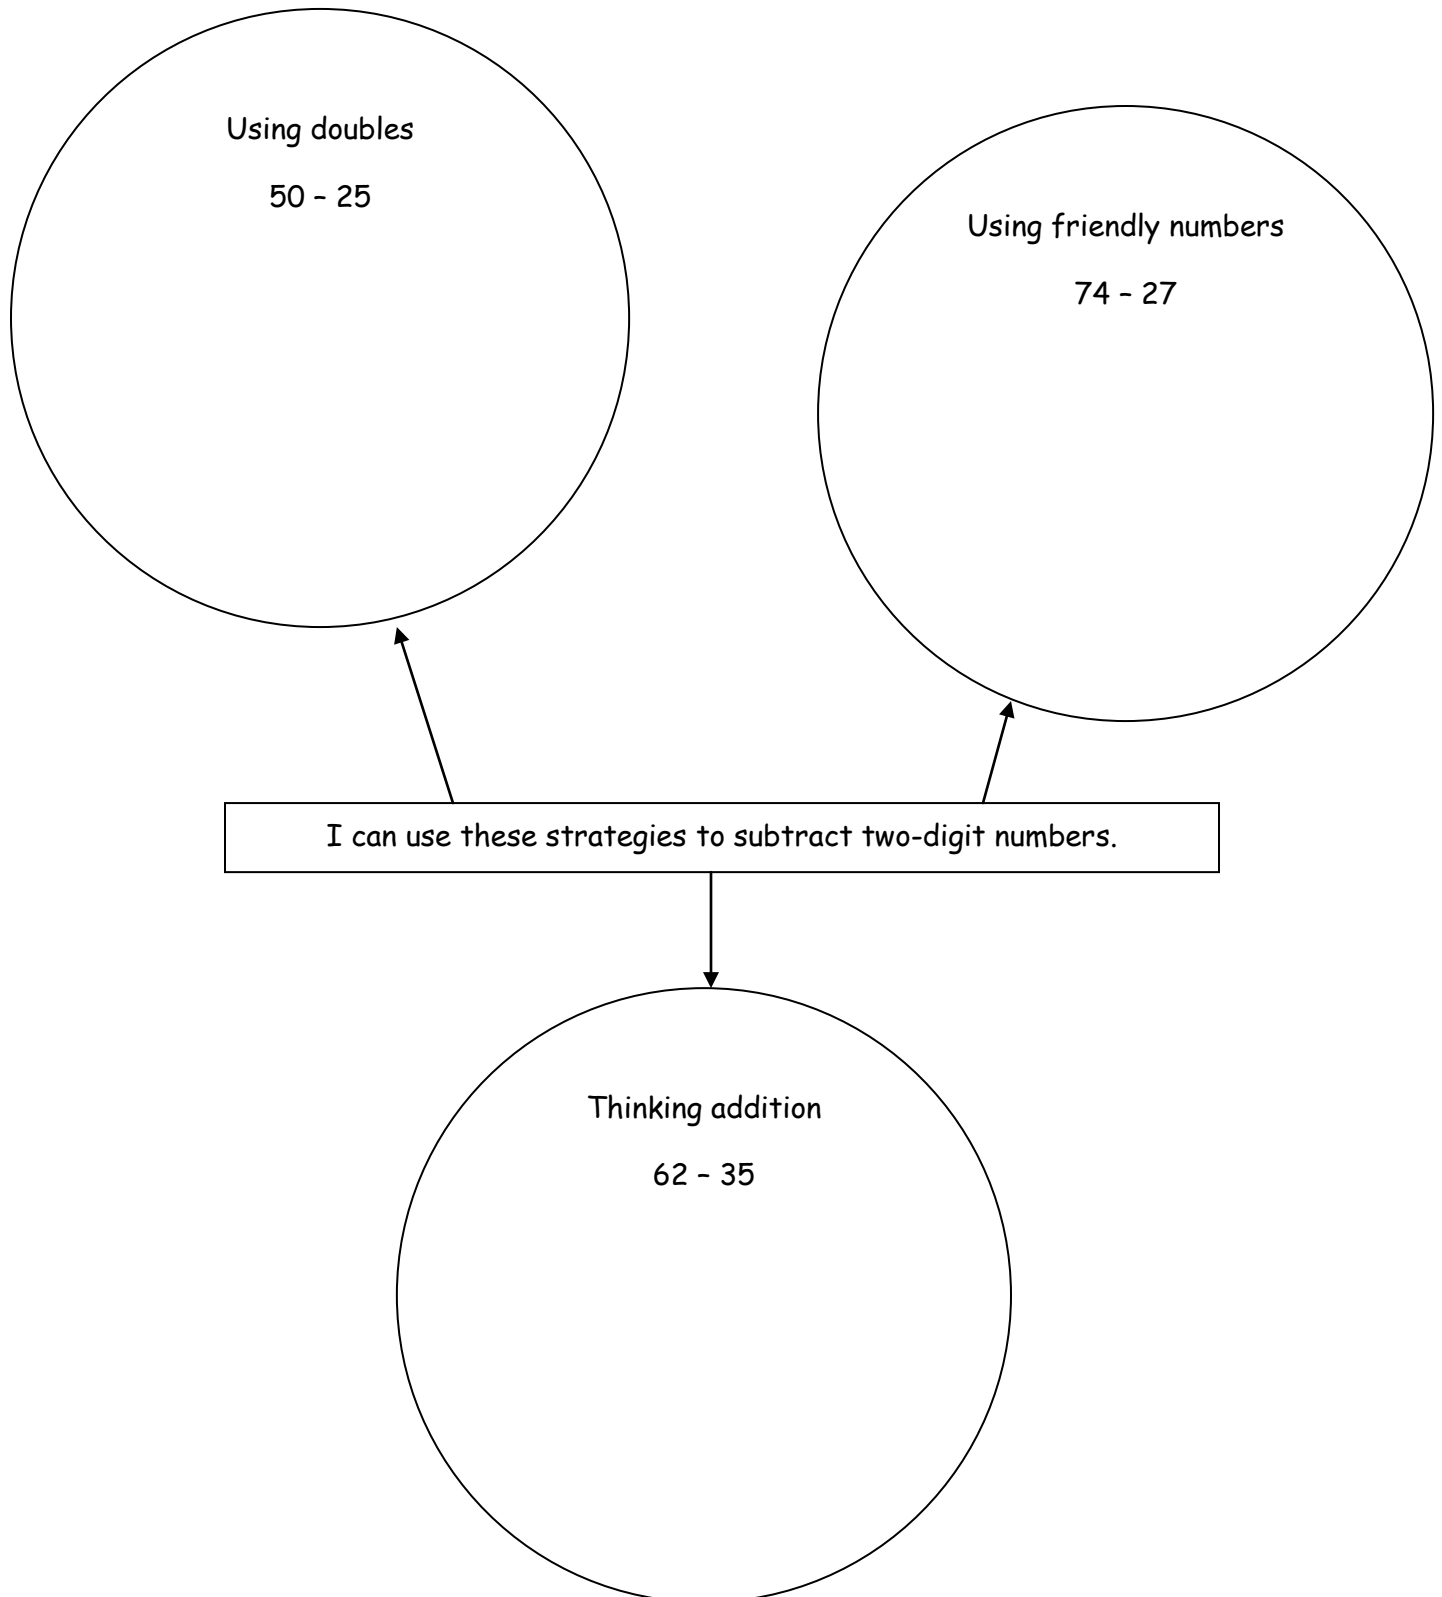 Using doubles
50 – 25
Using friendly numbers
74 – 27
I can use these strategies to subtract two-digit numbers.
Thinking addition
62 – 35